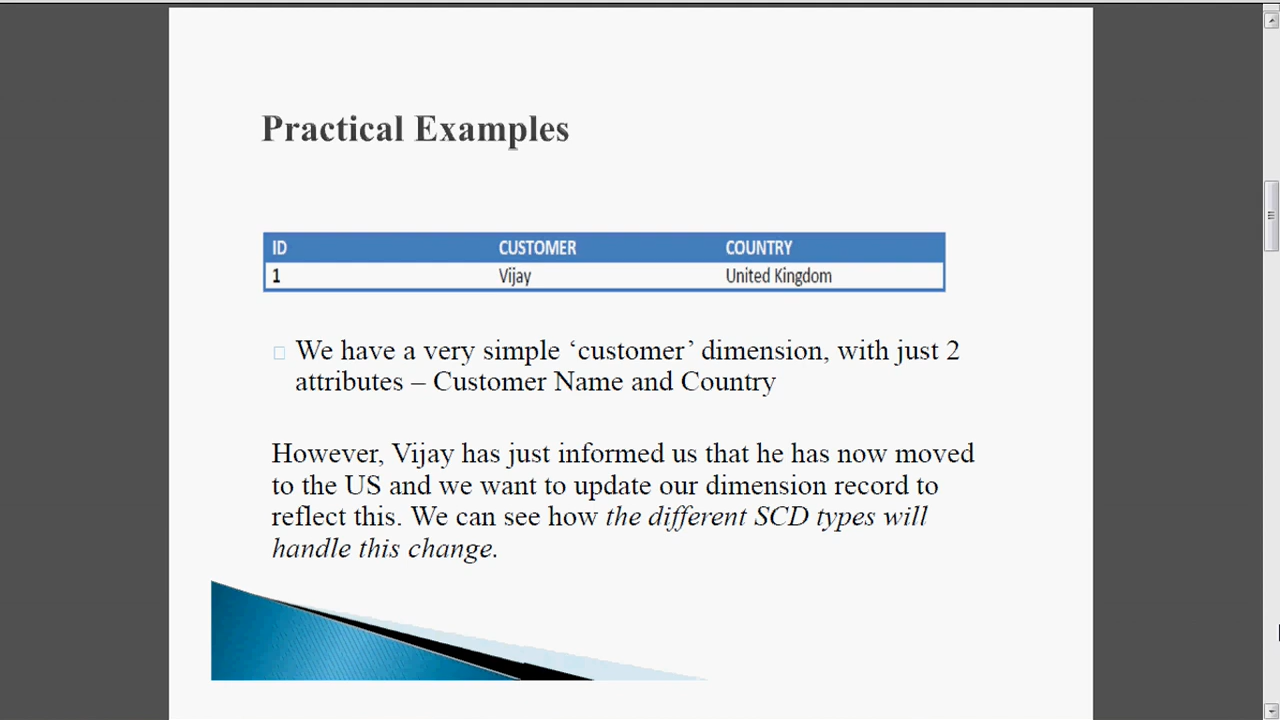 Practical Examples
ID CUSTOMER COUNTRY
1 Vijay United Kingdom
We have a very simple ‘customer’ dimension, with just 2
attributes – Customer Name and Country
However, Vijay has just informed us that he has now moved
to the US and we want to update our dimension record to
reflect this. We can see how the different SCD types will
handle this change.